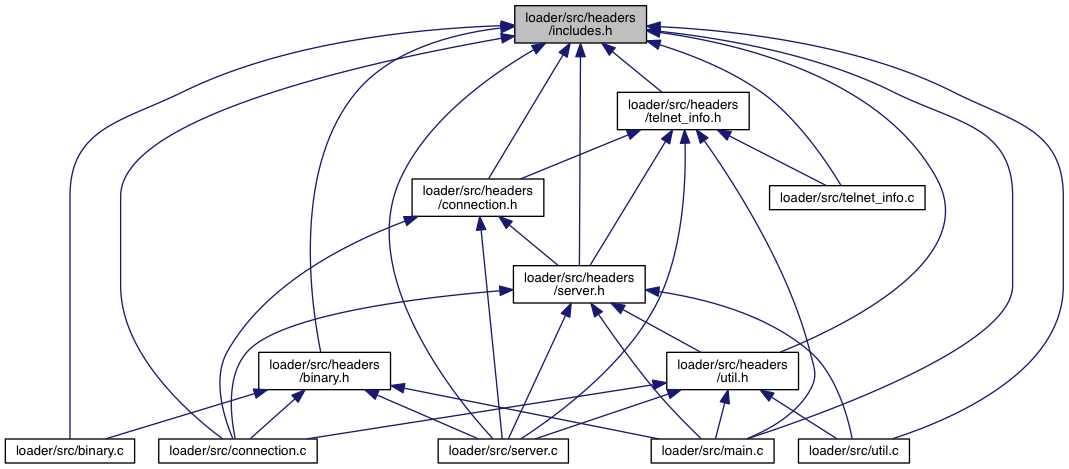 loader/src/headers
/includes.h
loader/src/headers
/telnet_info.h
loader/src/headers
/connection.h
loader/src/telnet_info.c
loader/src/headers
/server.h
loader/src/headers
/binary.h
loader/src/headers
/util.h
loader/src/binary.c
loader/src/connection.c
loader/src/server.c
loader/src/main.c
loader/src/util.c